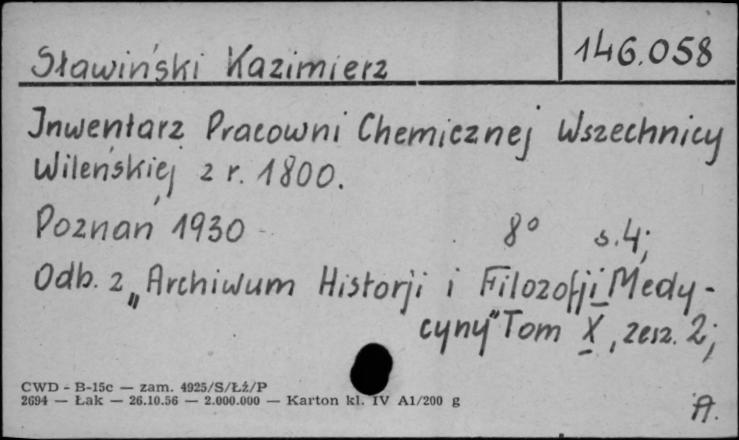 Sławiński Kazimierz
146.058
Inwentarz Pracowni Chemicznej Wszechnicy
Wileńskiej z r. 1800.
Poznań 1930 8° s.4;
Odb. z „Archiwum Historji i Filozofji Medy-
cyny" Tom X, zesz. 2;
CWD - B-15c — zam. 4925/S/Łź/P
2694 — Łak — 26.10.56 — 2.000.000 — Karton kl. IV A1/200 g
A.